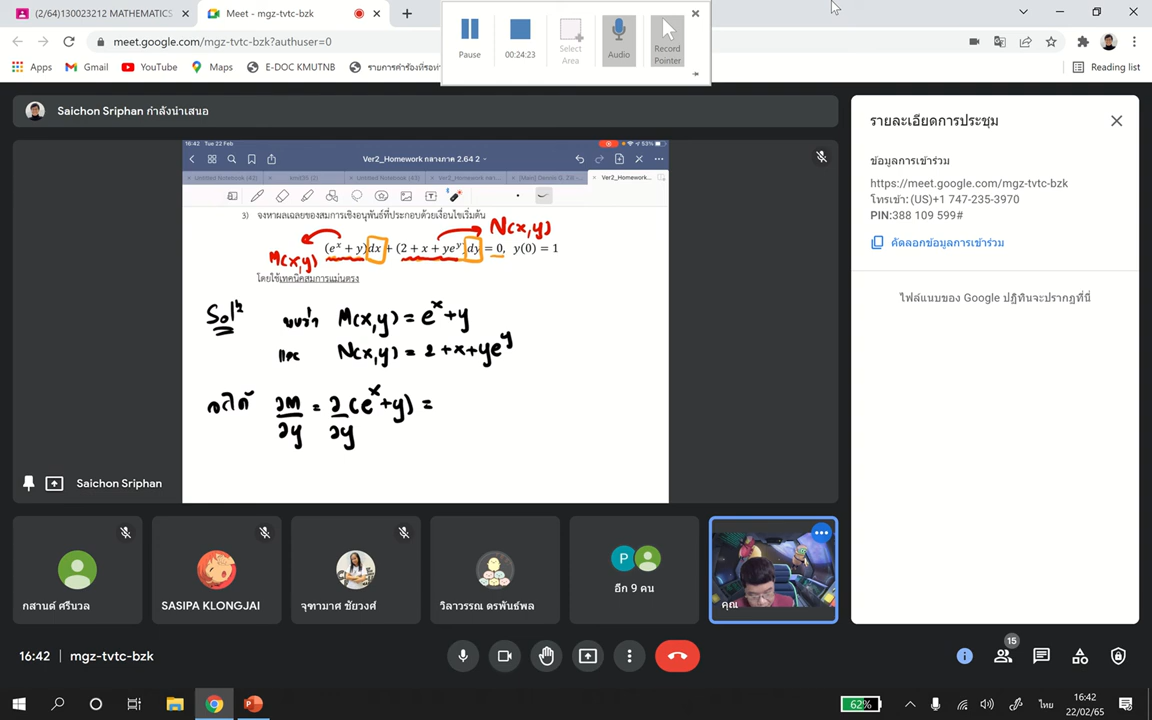 (2/64)130023212 MATHEMATICS
Meet - mgz-tvtc-bzk
meet.google.com/mgz-tvtc-bzk?authuser=0
Pause
00:24:23
Select Area
Audio
Record Pointer
Apps
Gmail
YouTube
Maps
E-DOC KMUTNB
Reading list
Saichon Sriphan กำลังนำเสนอ
16:42 Tue 22 Feb
53%
Ver2_Homework กลางภาค 2.64 2
Ver2_Homework...
3) จงหาผลเฉลยของสมการเชิงอนุพันธ์ที่ประกอบด้วยเงื่อนไขเริ่มต้น
N(x,y)
(e^x + y)dx + (2 + x + ye^y)dy = 0, y(0) = 1
M(x,y)
โดยใช้เทคนิคสมการแม่นตรง
Sol^n พบว่า M(x,y) = e^x + y
และ N(x,y) = 2 + x + ye^y
จะได้ ∂M/∂y = ∂/∂y (e^x + y) =
Saichon Sriphan
รายละเอียดการประชุม
ข้อมูลการเข้าร่วม
https://meet.google.com/mgz-tvtc-bzk
โทรเข้า: (US)+1 747-235-3970
PIN:388 109 599#
คัดลอกข้อมูลการเข้าร่วม
ไฟล์แนบของ Google ปฏิทินจะปรากฏที่นี่
กสานต์ ศรีนวล
SASIPA KLONGJAI
จุฑามาศ ชัยวงศ์
วิลาวรรณ ดรพันธ์พล
P
อีก 9 คน
คุณ
16:42 | mgz-tvtc-bzk
15
62%
ไทย
16:42
22/02/65